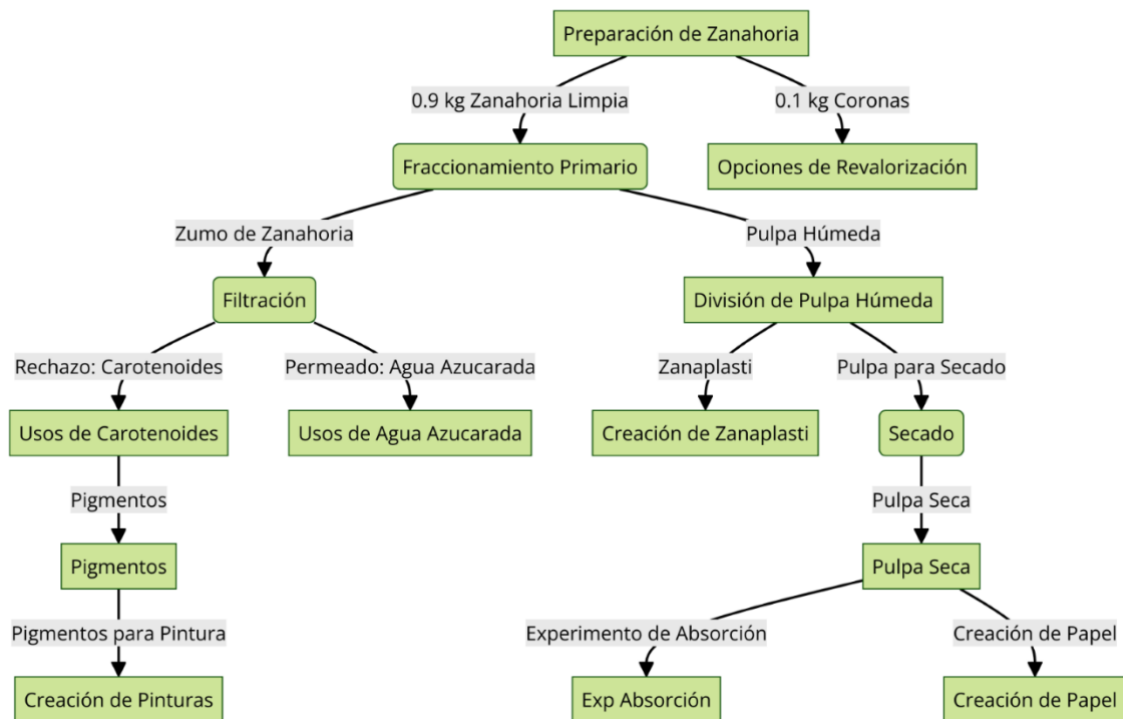 Preparación de Zanahoria
0.9 kg Zanahoria Limpia
0.1 kg Coronas
Fraccionamiento Primario
Opciones de Revalorización
Zumo de Zanahoria
Pulpa Húmeda
Filtración
División de Pulpa Húmeda
Rechazo: Carotenoides
Permeado: Agua Azucarada
Zanaplasti
Pulpa para Secado
Usos de Carotenoides
Usos de Agua Azucarada
Creación de Zanaplasti
Secado
Pigmentos
Pulpa Seca
Pigmentos
Pulpa Seca
Pigmentos para Pintura
Experimento de Absorción
Creación de Papel
Creación de Pinturas
Exp Absorción
Creación de Papel